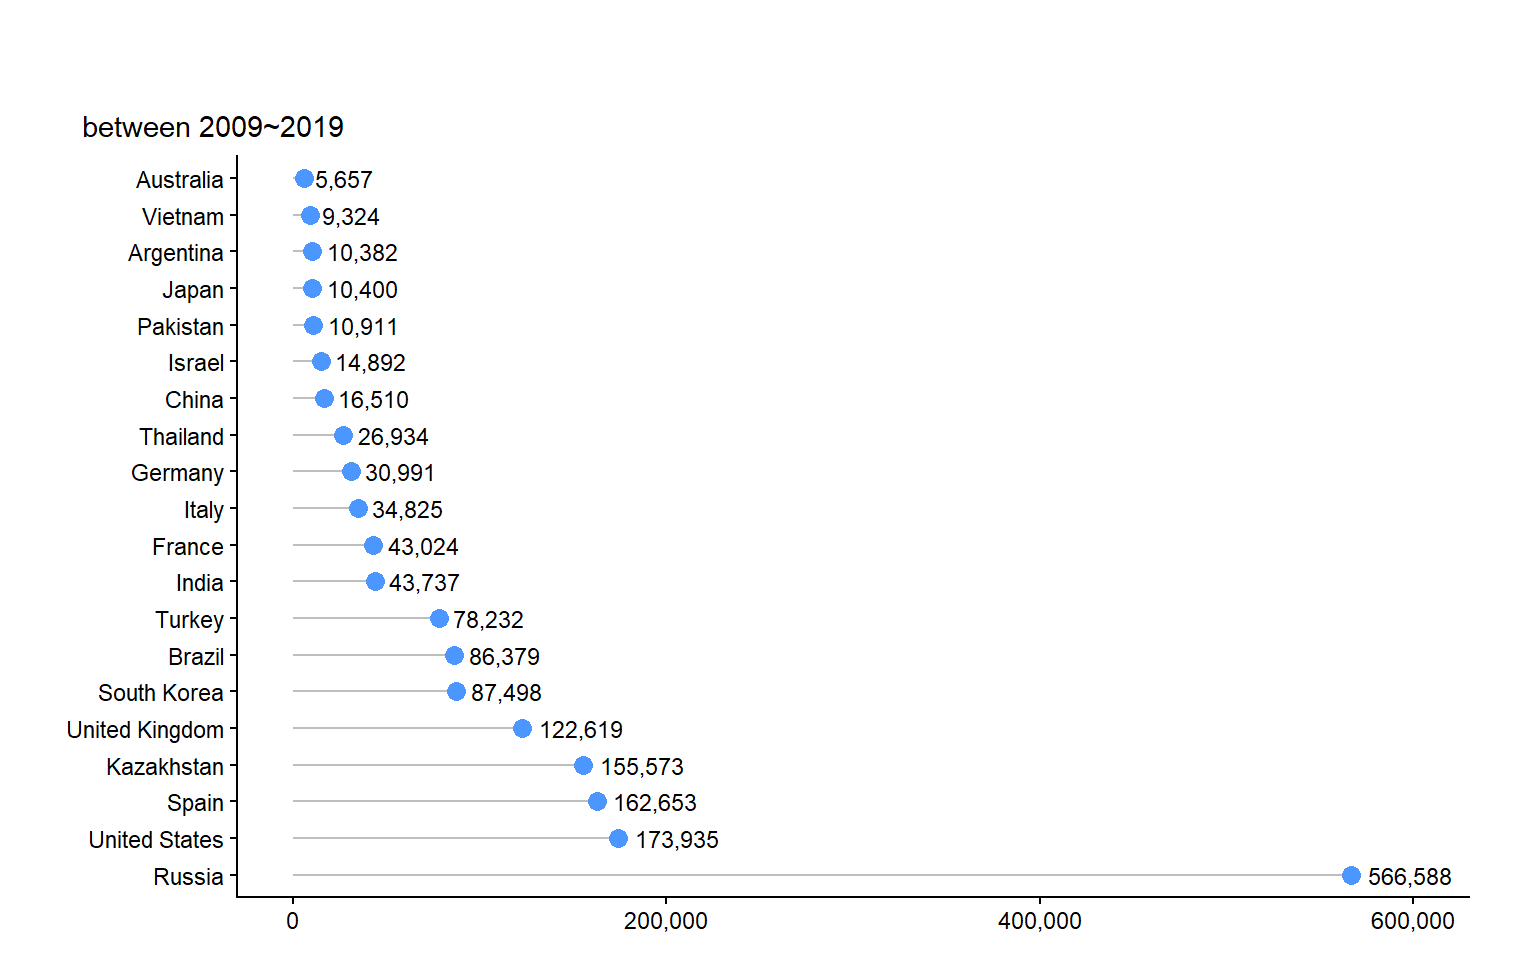 between 2009~2019
Australia 5,657
Vietnam 9,324
Argentina 10,382
Japan 10,400
Pakistan 10,911
Israel 14,892
China 16,510
Thailand 26,934
Germany 30,991
Italy 34,825
France 43,024
India 43,737
Turkey 78,232
Brazil 86,379
South Korea 87,498
United Kingdom 122,619
Kazakhstan 155,573
Spain 162,653
United States 173,935
Russia 566,588
0 200,000 400,000 600,000